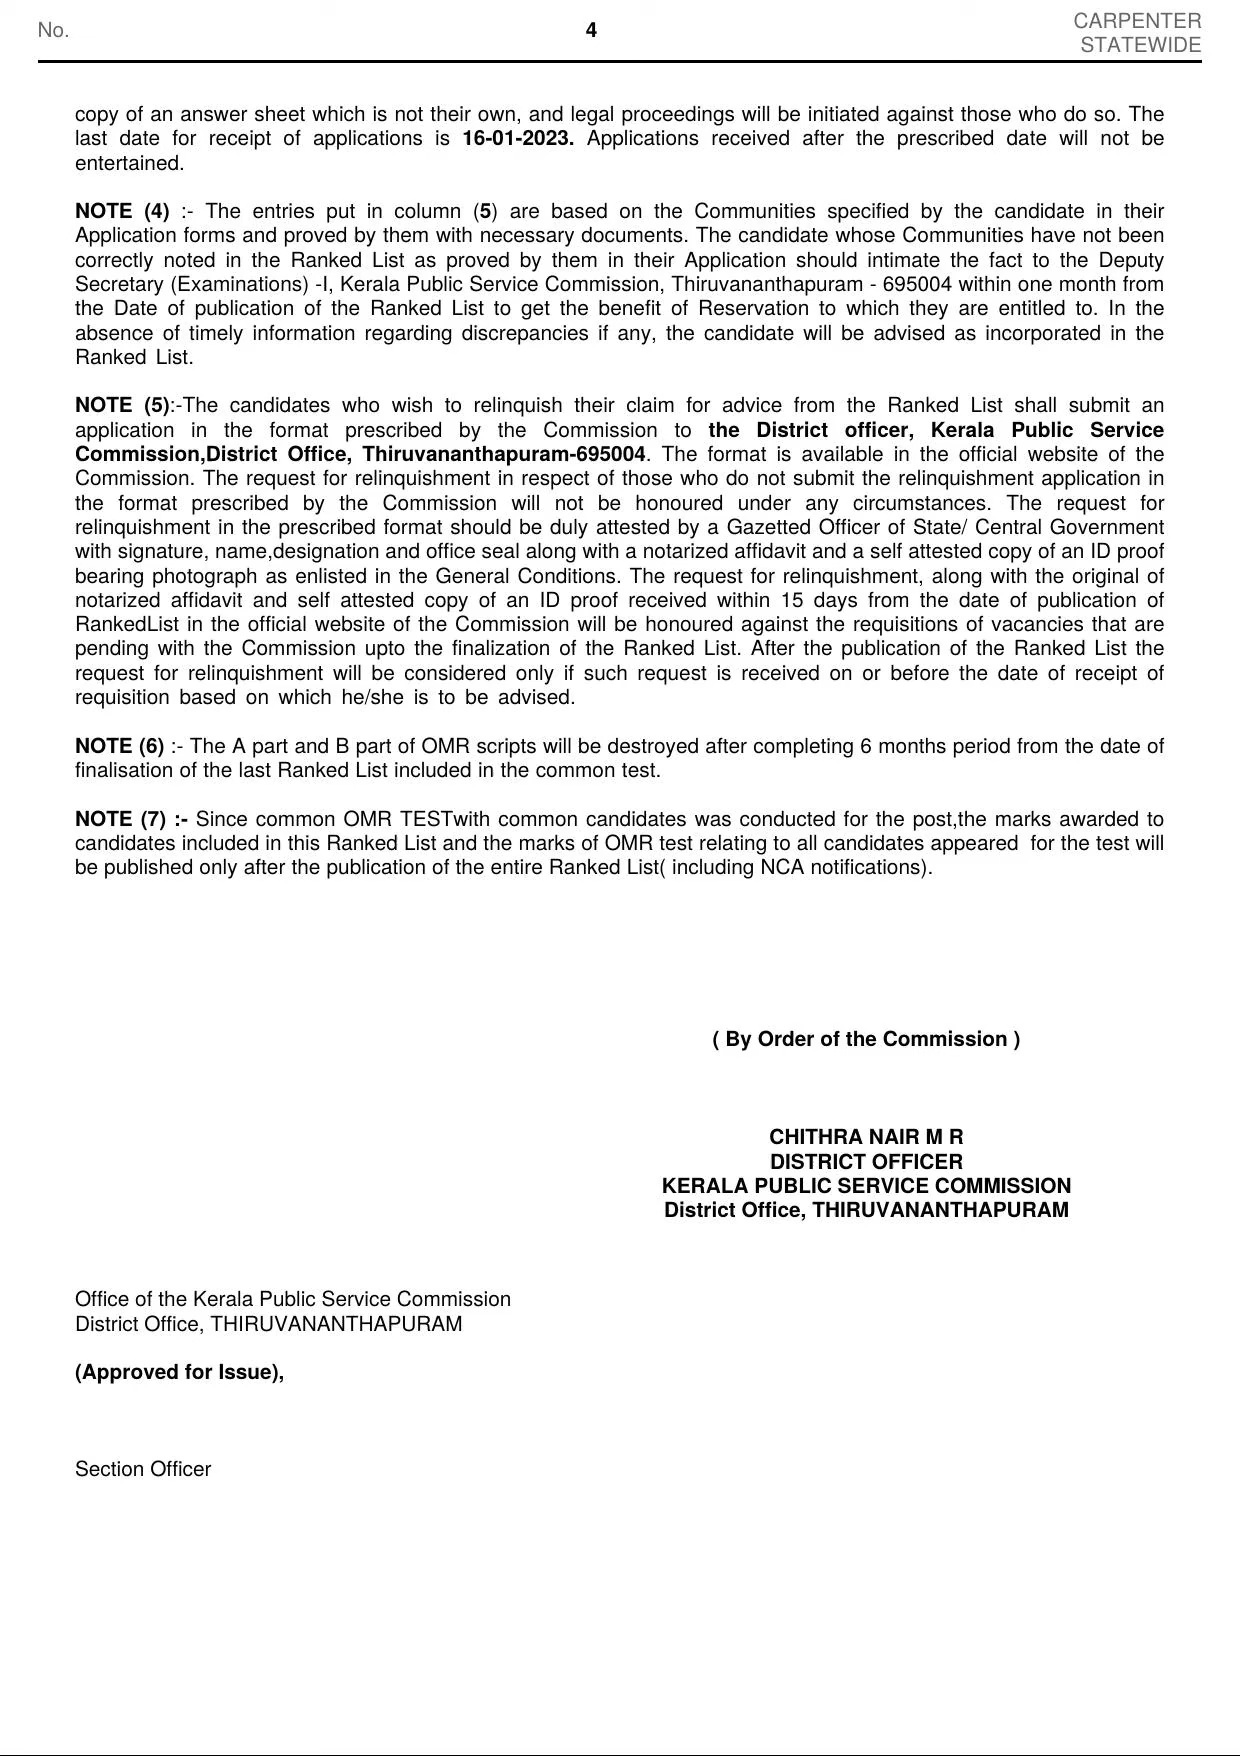 No.
4
CARPENTER
STATEWIDE
copy of an answer sheet which is not their own, and legal proceedings will be initiated against those who do so. The
last date for receipt of applications is 16-01-2023. Applications received after the prescribed date will not be
entertained.
NOTE (4) :- The entries put in column (5) are based on the Communities specified by the candidate in their
Application forms and proved by them with necessary documents. The candidate whose Communities have not been
correctly noted in the Ranked List as proved by them in their Application should intimate the fact to the Deputy
Secretary (Examinations) -I, Kerala Public Service Commission, Thiruvananthapuram - 695004 within one month from
the Date of publication of the Ranked List to get the benefit of Reservation to which they are entitled to. In the
absence of timely information regarding discrepancies if any, the candidate will be advised as incorporated in the
Ranked List.
NOTE (5):-The candidates who wish to relinquish their claim for advice from the Ranked List shall submit an
application in the format prescribed by the Commission to the District officer, Kerala Public Service
Commission,District Office, Thiruvananthapuram-695004. The format is available in the official website of the
Commission. The request for relinquishment in respect of those who do not submit the relinquishment application in
the format prescribed by the Commission will not be honoured under any circumstances. The request for
relinquishment in the prescribed format should be duly attested by a Gazetted Officer of State/ Central Government
with signature, name,designation and office seal along with a notarized affidavit and a self attested copy of an ID proof
bearing photograph as enlisted in the General Conditions. The request for relinquishment, along with the original of
notarized affidavit and self attested copy of an ID proof received within 15 days from the date of publication of
RankedList in the official website of the Commission will be honoured against the requisitions of vacancies that are
pending with the Commission upto the finalization of the Ranked List. After the publication of the Ranked List the
request for relinquishment will be considered only if such request is received on or before the date of receipt of
requisition based on which he/she is to be advised.
NOTE (6) :- The A part and B part of OMR scripts will be destroyed after completing 6 months period from the date of
finalisation of the last Ranked List included in the common test.
NOTE (7) :- Since common OMR TESTwith common candidates was conducted for the post,the marks awarded to
candidates included in this Ranked List and the marks of OMR test relating to all candidates appeared for the test will
be published only after the publication of the entire Ranked List( including NCA notifications).
( By Order of the Commission )
CHITHRA NAIR M R
DISTRICT OFFICER
KERALA PUBLIC SERVICE COMMISSION
District Office, THIRUVANANTHAPURAM
Office of the Kerala Public Service Commission
District Office, THIRUVANANTHAPURAM
(Approved for Issue),
Section Officer